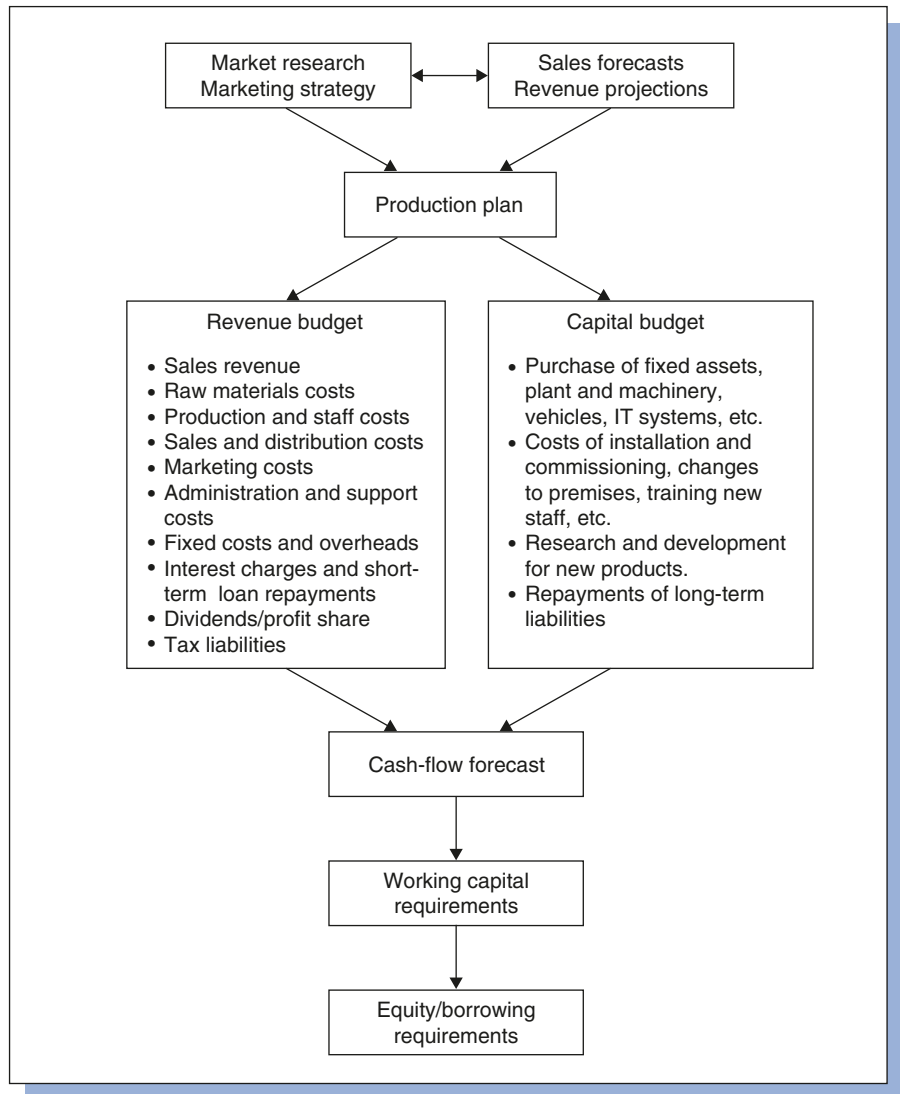 Market research
Marketing strategy
Sales forecasts
Revenue projections
Production plan
Revenue budget
• Sales revenue
• Raw materials costs
• Production and staff costs
• Sales and distribution costs
• Marketing costs
• Administration and support
costs
• Fixed costs and overheads
• Interest charges and short-
term loan repayments
• Dividends/profit share
• Tax liabilities
Capital budget
• Purchase of fixed assets,
plant and machinery,
vehicles, IT systems, etc.
• Costs of installation and
commissioning, changes
to premises, training new
staff, etc.
• Research and development
for new products.
• Repayments of long-term
liabilities
Cash-flow forecast
Working capital
requirements
Equity/borrowing
requirements